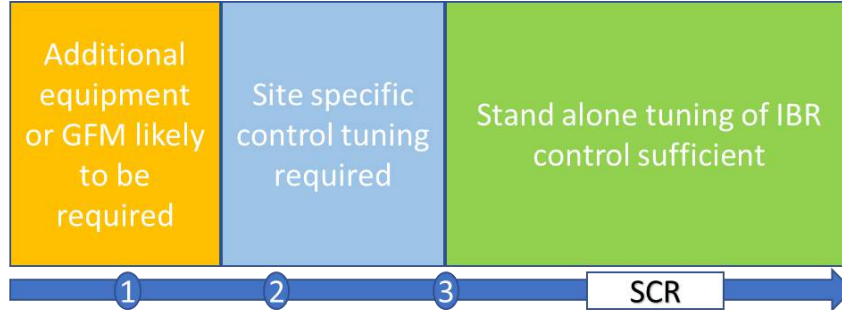 Additional
equipment
or GFM likely
to be
required
Site specific
control tuning
required
Stand alone tuning of IBR
control sufficient
1 2 3 SCR